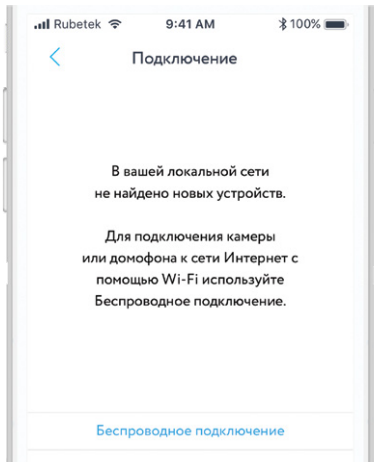 Rubetek 9:41 AM 100%
Подключение
В вашей локальной сети
не найдено новых устройств.
Для подключения камеры
или домофона к сети Интернет с
помощью Wi-Fi используйте
Беспроводное подключение.
Беспроводное подключение